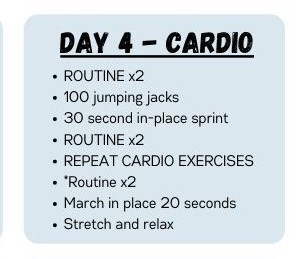 DAY 4 - CARDIO
• ROUTINE x2
• 100 jumping jacks
• 30 second in-place sprint
• ROUTINE x2
• REPEAT CARDIO EXERCISES
• *Routine x2
• March in place 20 seconds
• Stretch and relax